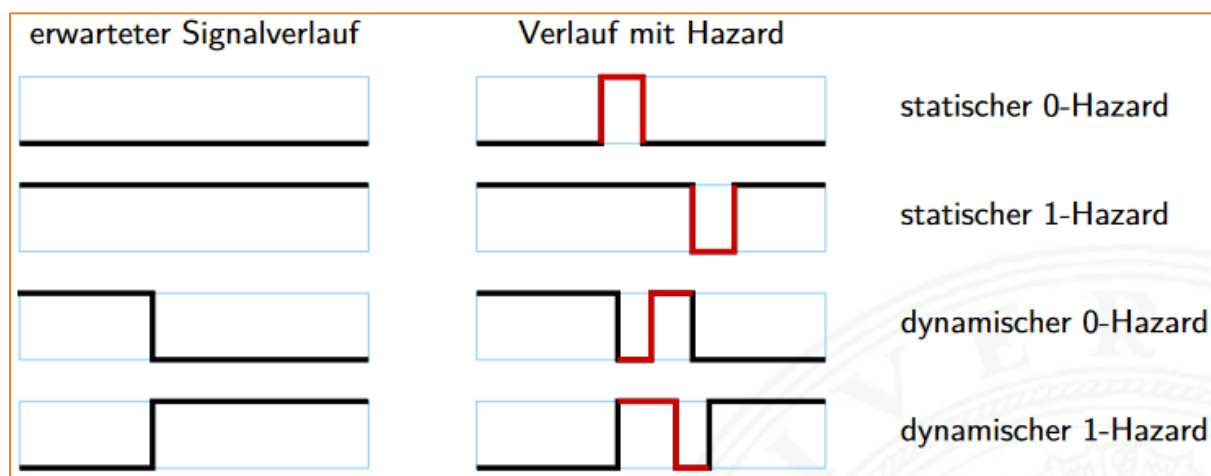 erwarteter Signalverlauf
Verlauf mit Hazard
statischer 0-Hazard
statischer 1-Hazard
dynamischer 0-Hazard
dynamischer 1-Hazard